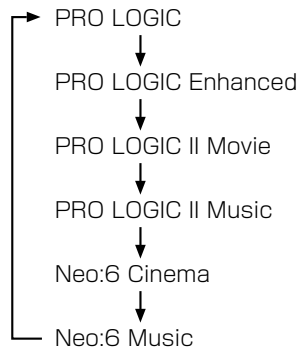 PRO LOGIC
PRO LOGIC Enhanced
PRO LOGIC II Movie
PRO LOGIC II Music
Neo:6 Cinema
Neo:6 Music